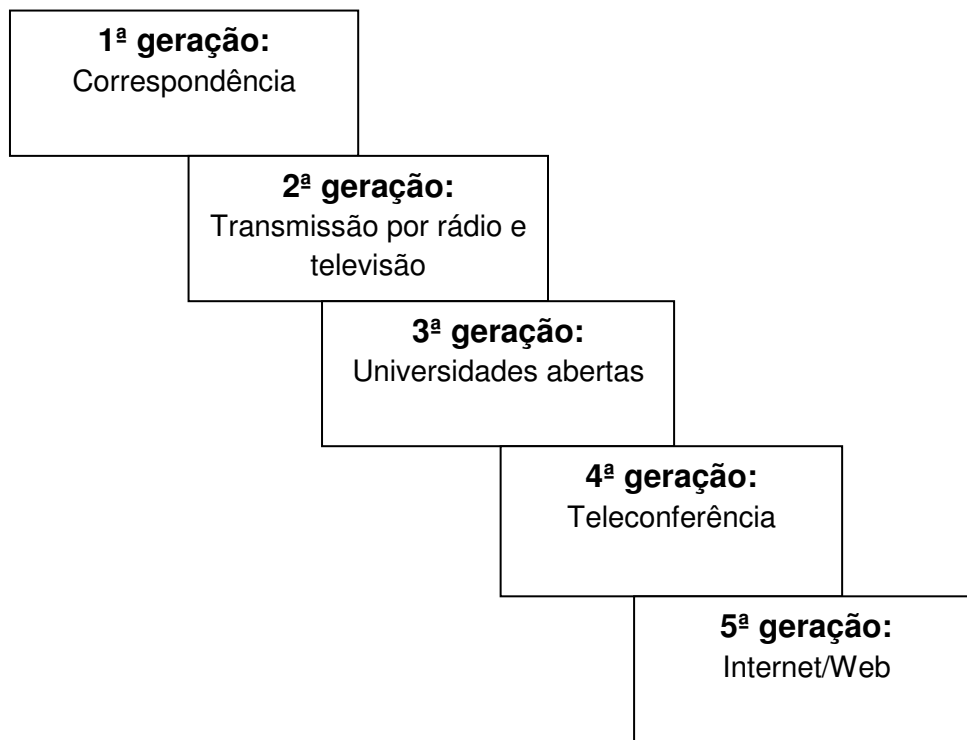 1ª geração:
Correspondência
2ª geração:
Transmissão por rádio e
televisão
3ª geração:
Universidades abertas
4ª geração:
Teleconferência
5ª geração:
Internet/Web